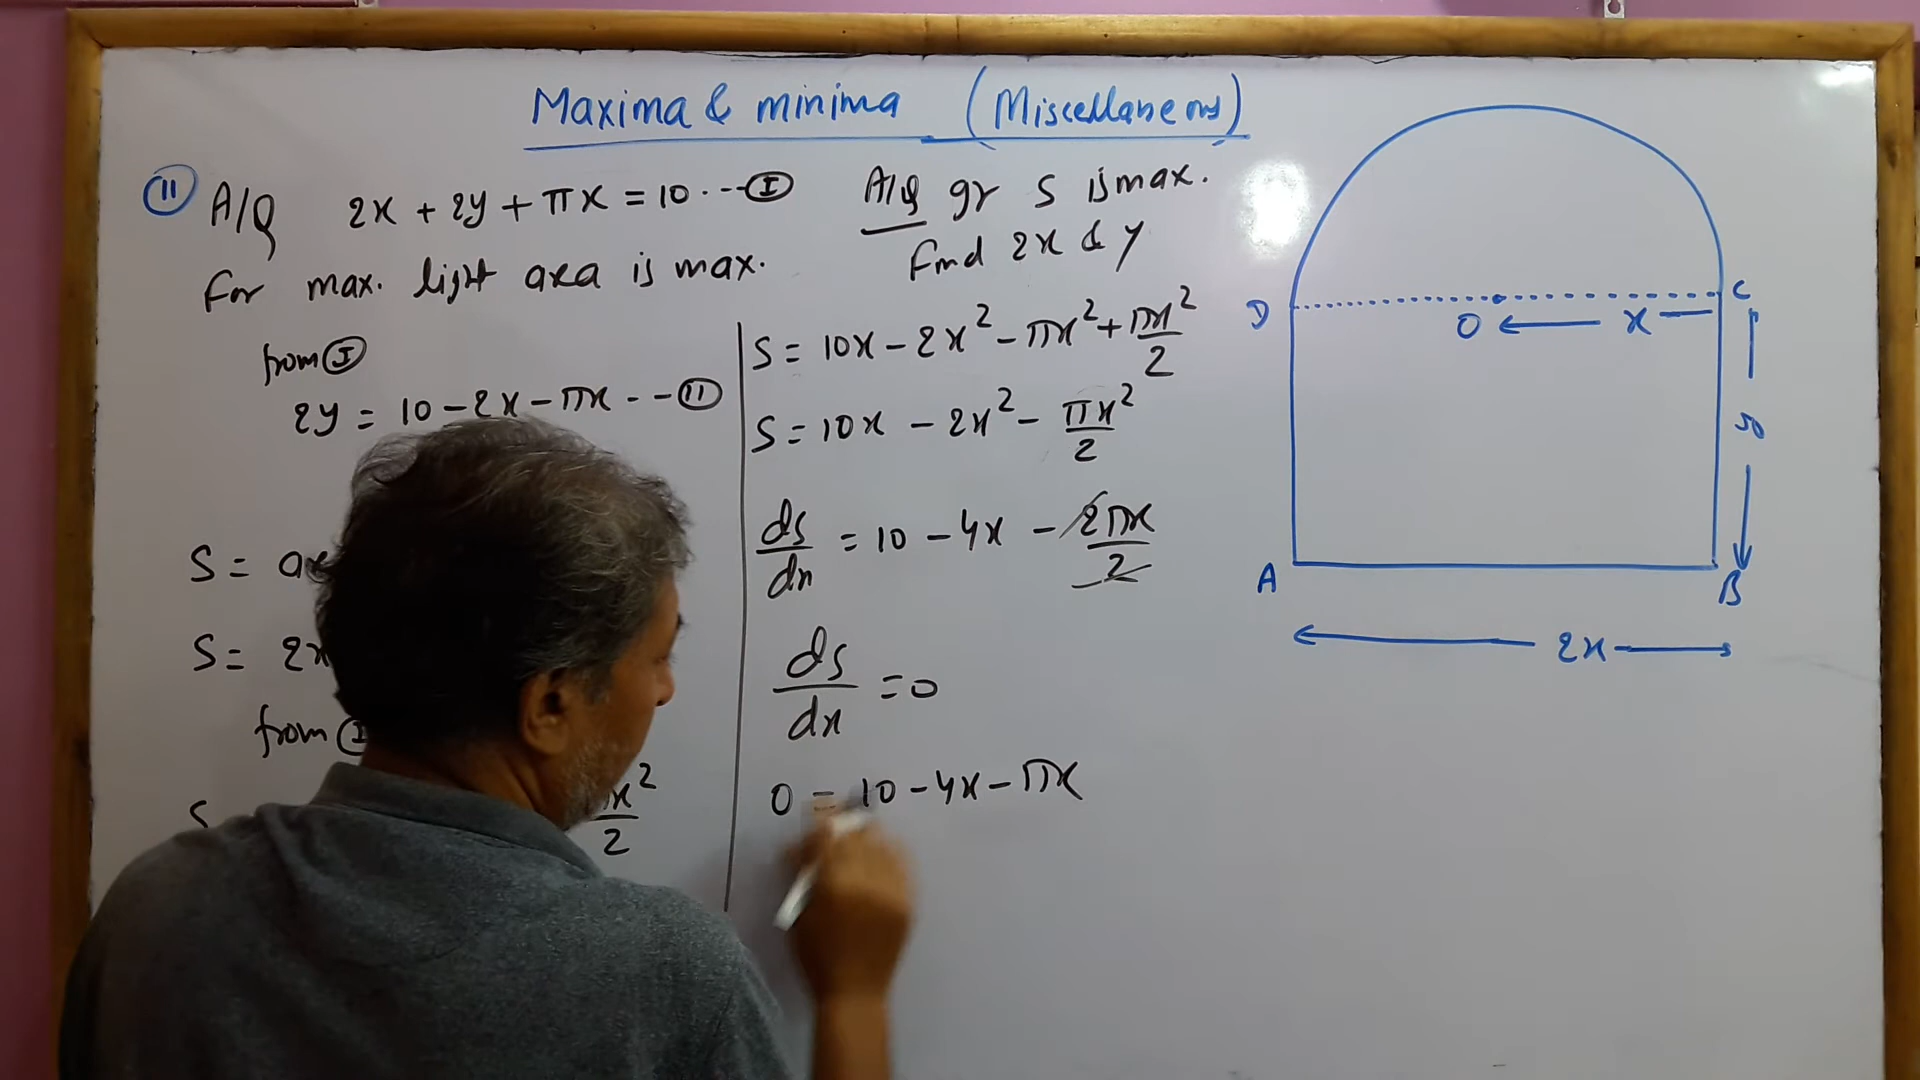 Maxima & minima (Miscellaneous)
(11) A/Q 2x + 2y + πx = 10 ---(I)
For max. light area is max.
from (I)
2y = 10 - 2x - πx --(11)
S =
S = 2x
from
S
πx²/2
A/Q gr S is max.
Find 2x & y
S = 10x - 2x² - πx² + πx²/2
S = 10x - 2x² - πx²/2
ds/dx = 10 - 4x - 2πx/2
ds/dx = 0
0 = 10 - 4x - πx
D
C
O
x
y
A
B
2x